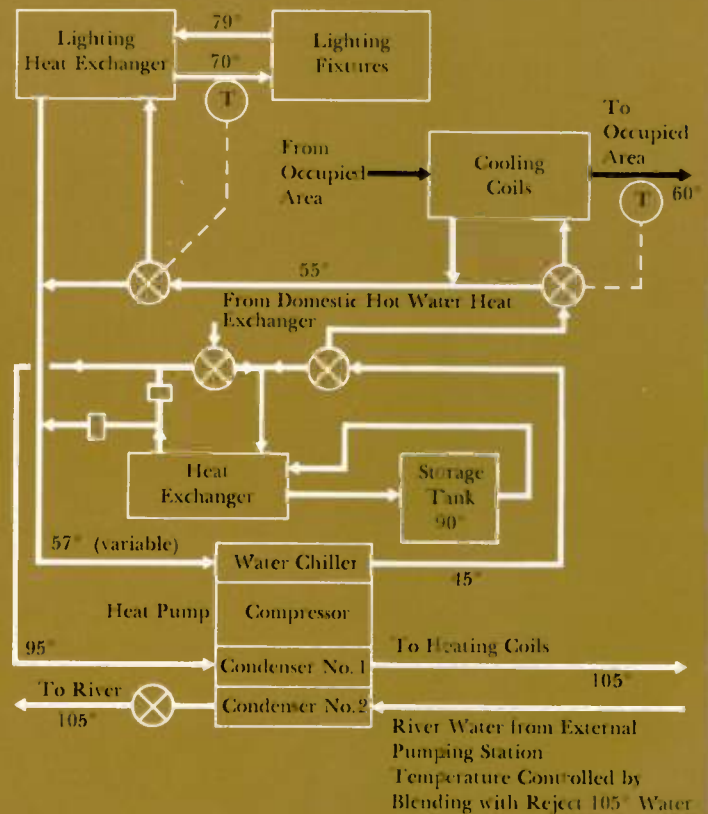 79°
Lighting
Heat Exchanger
70°
Lighting
Fixtures
T
To
Occupied
Area
From
Occupied
Area
Cooling
Coils
T
60°
55°
From Domestic Hot Water Heat
Exchanger
Heat
Exchanger
Storage
Tank
90°
57° (variable)
Water Chiller
45°
Heat Pump
Compressor
95°
Condenser No. 1
To Heating Coils
105°
To River
105°
Condenser No. 2
River Water from External
Pumping Station
Temperature Controlled by
Blending with Reject 105° Water